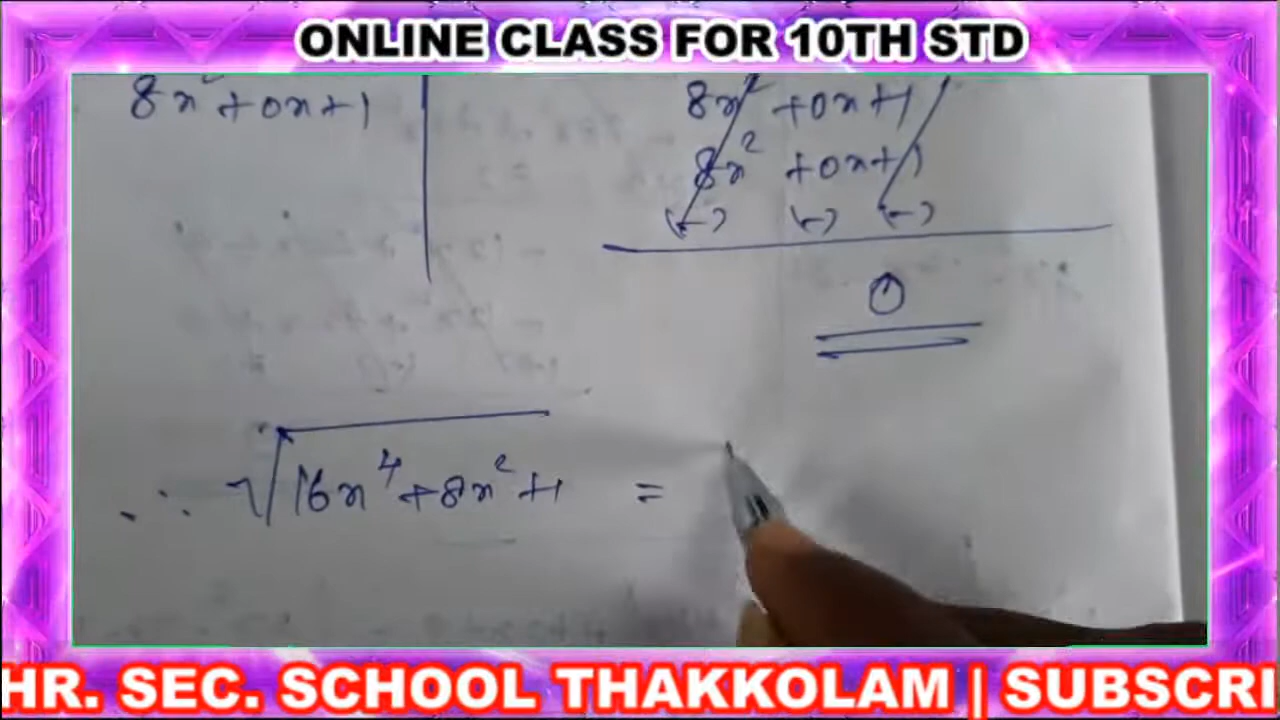 ONLINE CLASS FOR 10TH STD
8x² + 0x + 1
8x² + 0x + 1
8x² + 0x + 1
(-) (-) (-)
0
∴ √16x⁴ + 8x² + 1 =
HR. SEC. SCHOOL THAKKOLAM | SUBSCRI